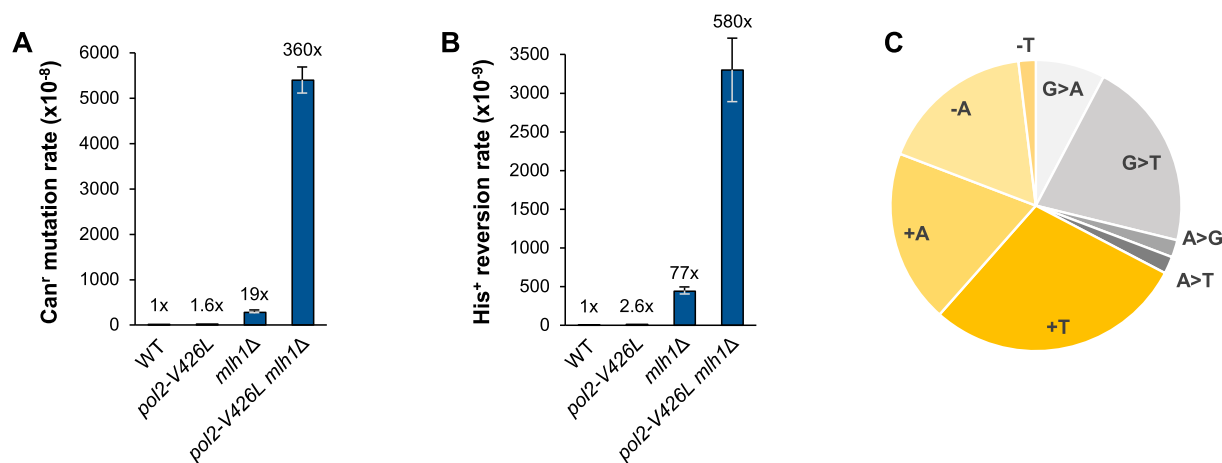 A
Canʳ mutation rate (x10⁻⁸)
6000
5000
4000
3000
2000
1000
0
1x
1.6x
19x
360x
WT
pol2-V426L
mlh1Δ
pol2-V426L mlh1Δ
B
His⁺ reversion rate (x10⁻⁹)
3500
3000
2500
2000
1500
1000
500
0
1x
2.6x
77x
580x
WT
pol2-V426L
mlh1Δ
pol2-V426L mlh1Δ
C
-T
G>A
G>T
A>G
A>T
+T
+A
-A